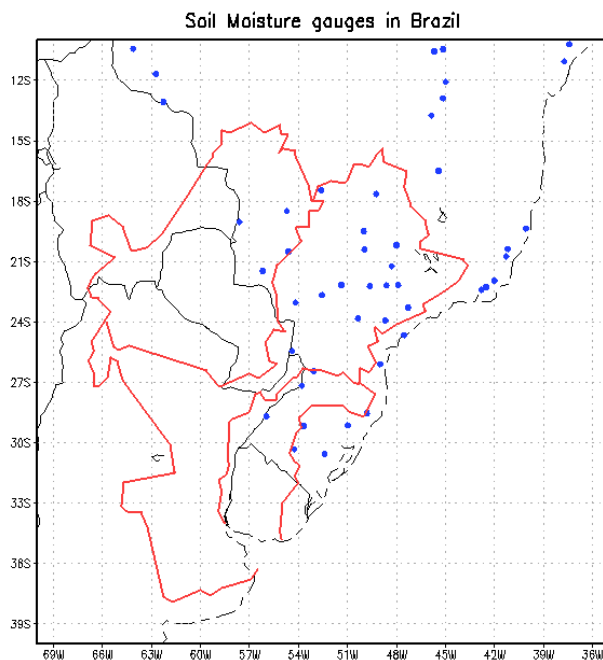 Soil Moisture gauges in Brazil
12S
15S
18S
21S
24S
27S
30S
33S
38S
39S
69W 66W 63W 60W 57W 54W 51W 48W 45W 42W 39W 36W